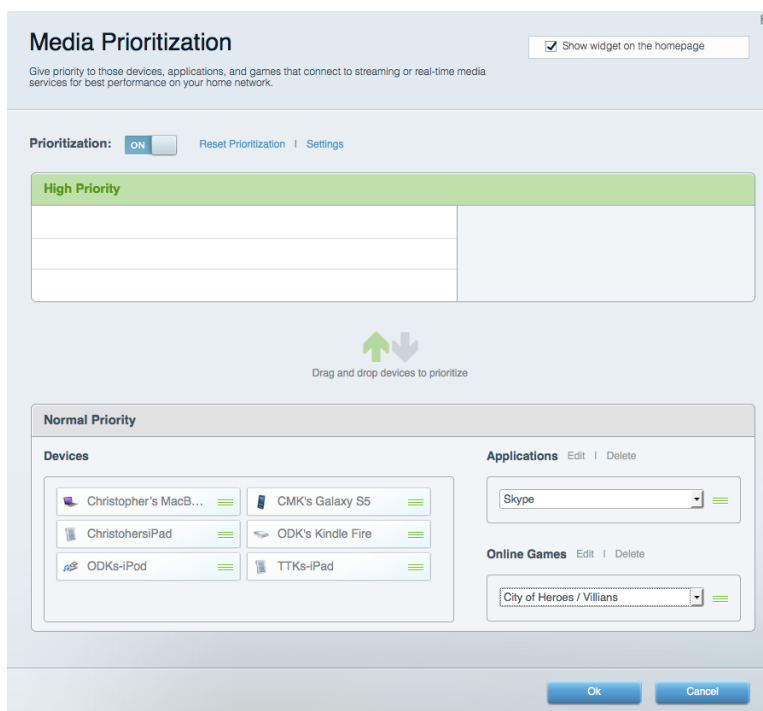 Media Prioritization
Show widget on the homepage
Give priority to those devices, applications, and games that connect to streaming or real-time media
services for best performance on your home network.
Prioritization: ON Reset Prioritization | Settings
High Priority
Drag and drop devices to prioritize
Normal Priority
Devices
Christopher's MacB...
CMK's Galaxy S5
ChristohersiPad
ODK's Kindle Fire
ODKs-iPod
TTKs-iPad
Applications Edit | Delete
Skype
Online Games Edit | Delete
City of Heroes / Villians
Ok
Cancel